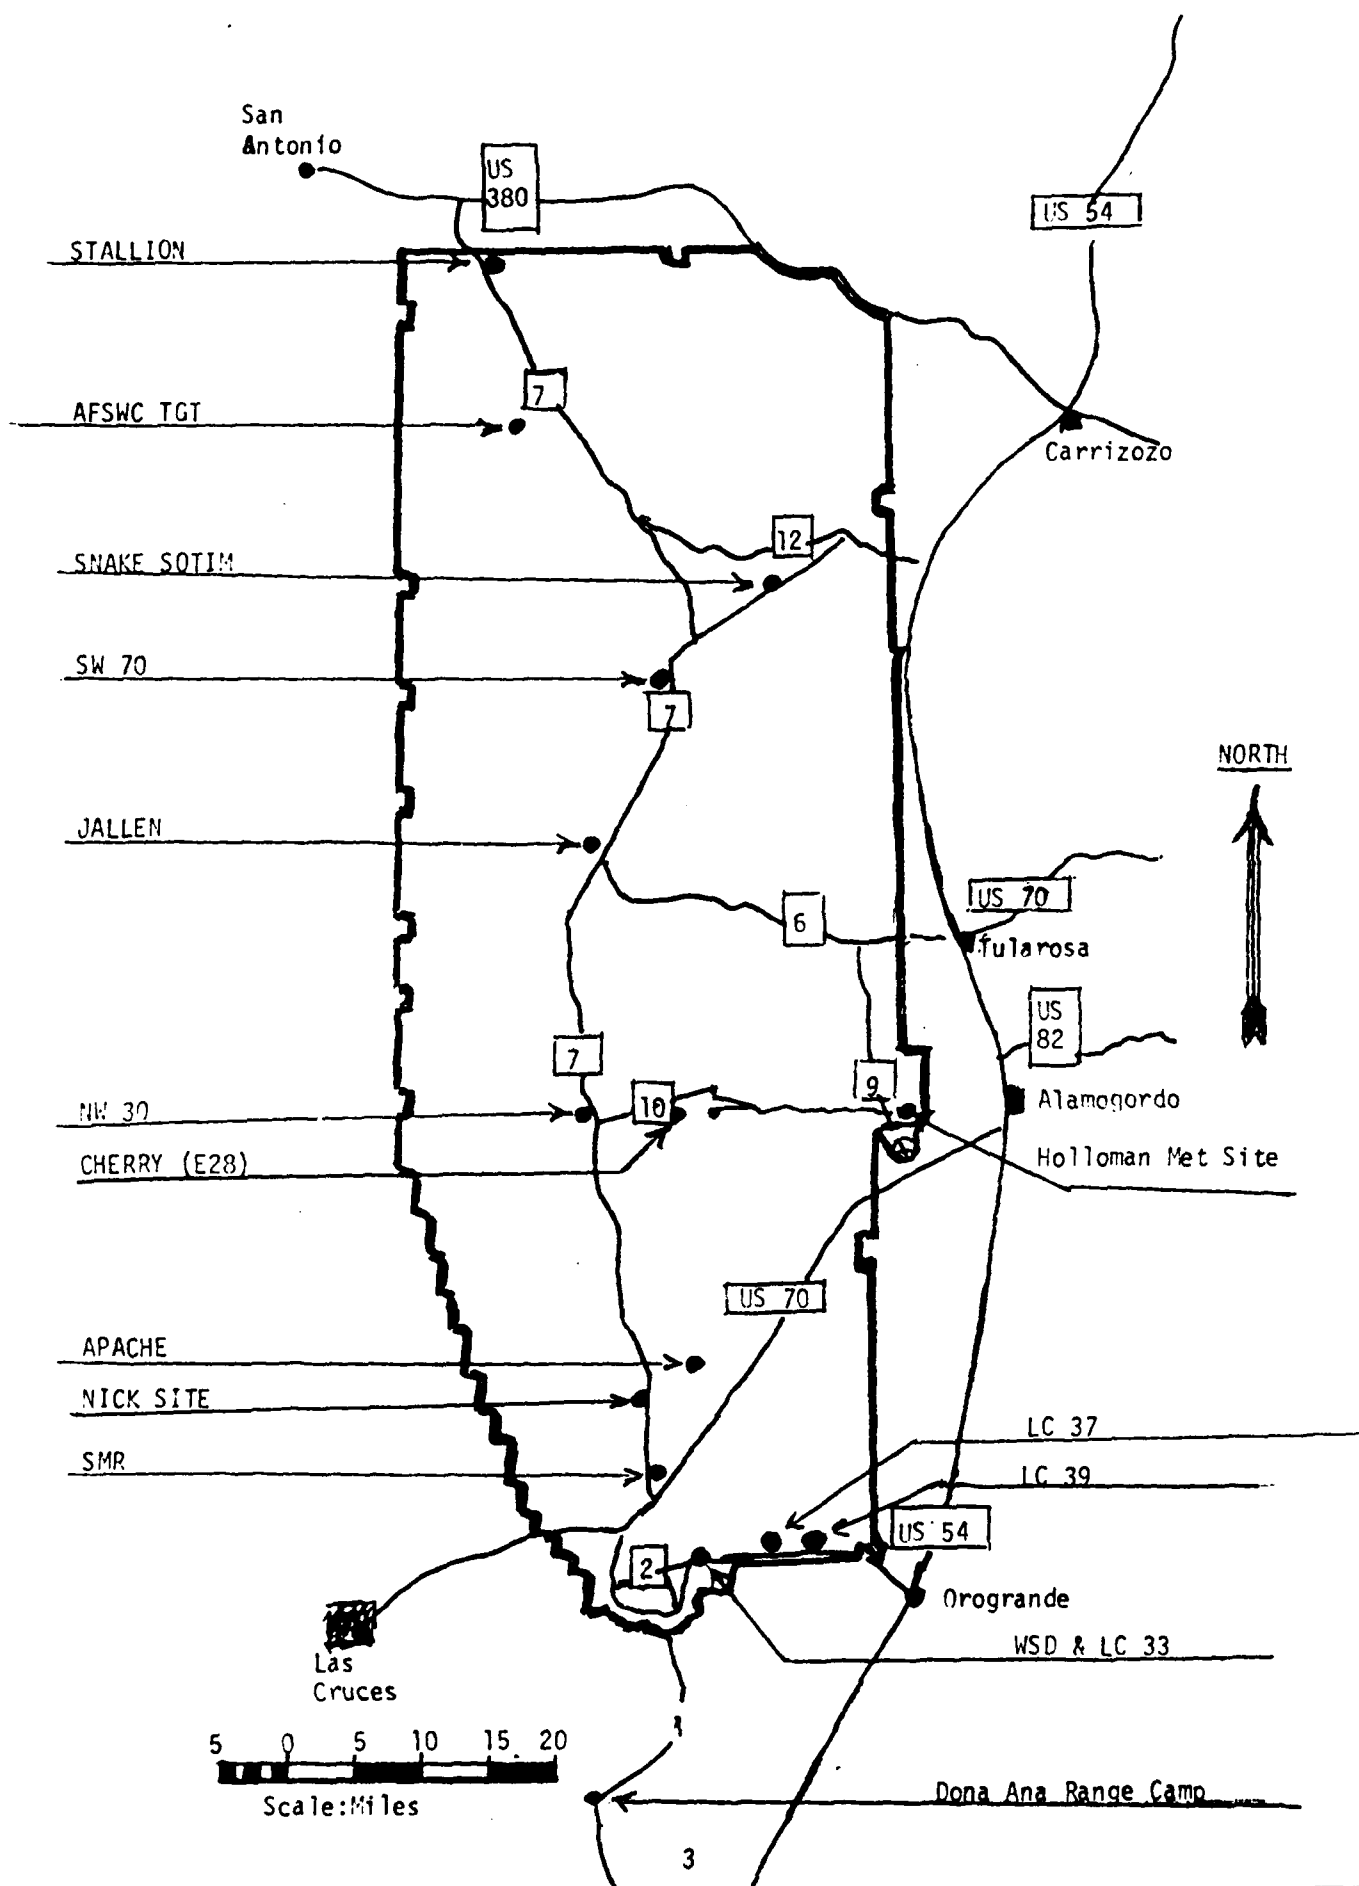 San
Antonio
US
380
US 54
STALLION
7
AFSWC TGT
Carrizozo
12
SNAKE SOTIM
SW 70
7
NORTH
JALLEN
US 70
6
Tularosa
US
82
7
9
NW 30
10
Alamogordo
CHERRY (E28)
Holloman Met Site
US 70
APACHE
NICK SITE
LC 37
SMR
LC 39
US 54
2
Orogrande
WSD & LC 33
Las
Cruces
5 0 5 10 15 20
Scale:Miles
Dona Ana Range Camp
3